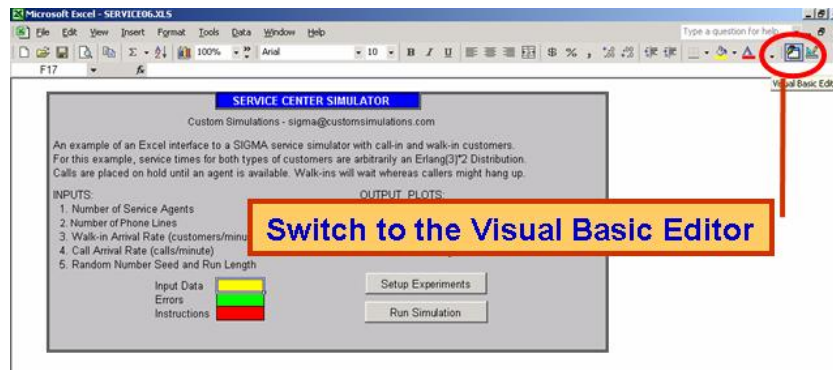 Microsoft Excel - SERVICE06.XLS
File Edit View Insert Format Tools Data Window Help
Type a question for help
100% Arial 10 B I U $ % ,
F17 fx
Visual Basic Edit
SERVICE CENTER SIMULATOR
Custom Simulations - sigma@customsimulations.com
An example of an Excel interface to a SIGMA service simulator with call-in and walk-in customers.
For this example, service times for both types of customers are arbitrarily an Erlang(3)*2 Distribution.
Calls are placed on hold until an agent is available. Walk-ins will wait whereas callers might hang up.
INPUTS:
1. Number of Service Agents
2. Number of Phone Lines
3. Walk-in Arrival Rate (customers/minu
4. Call Arrival Rate (calls/minute)
5. Random Number Seed and Run Length
OUTPUT PLOTS:
Switch to the Visual Basic Editor
Input Data
Errors
Instructions
Setup Experiments
Run Simulation